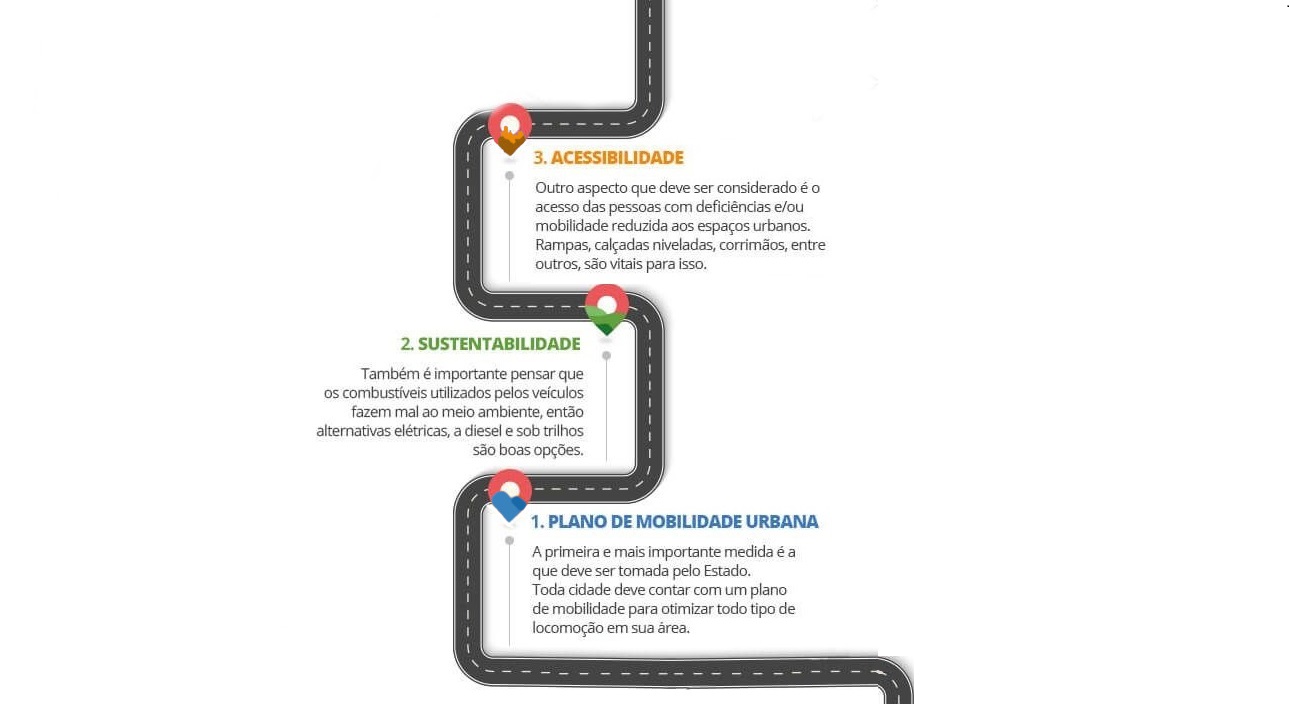 3. ACESSIBILIDADE
Outro aspecto que deve ser considerado é o
acesso das pessoas com deficiências e/ou
mobilidade reduzida aos espaços urbanos.
Rampas, calçadas niveladas, corrimãos, entre
outros, são vitais para isso.
2. SUSTENTABILIDADE
Também é importante pensar que
os combustíveis utilizados pelos veículos
fazem mal ao meio ambiente, então
alternativas elétricas, a diesel e sob trilhos
são boas opções.
1. PLANO DE MOBILIDADE URBANA
A primeira e mais importante medida é a
que deve ser tomada pelo Estado.
Toda cidade deve contar com um plano
de mobilidade para otimizar todo tipo de
locomoção em sua área.